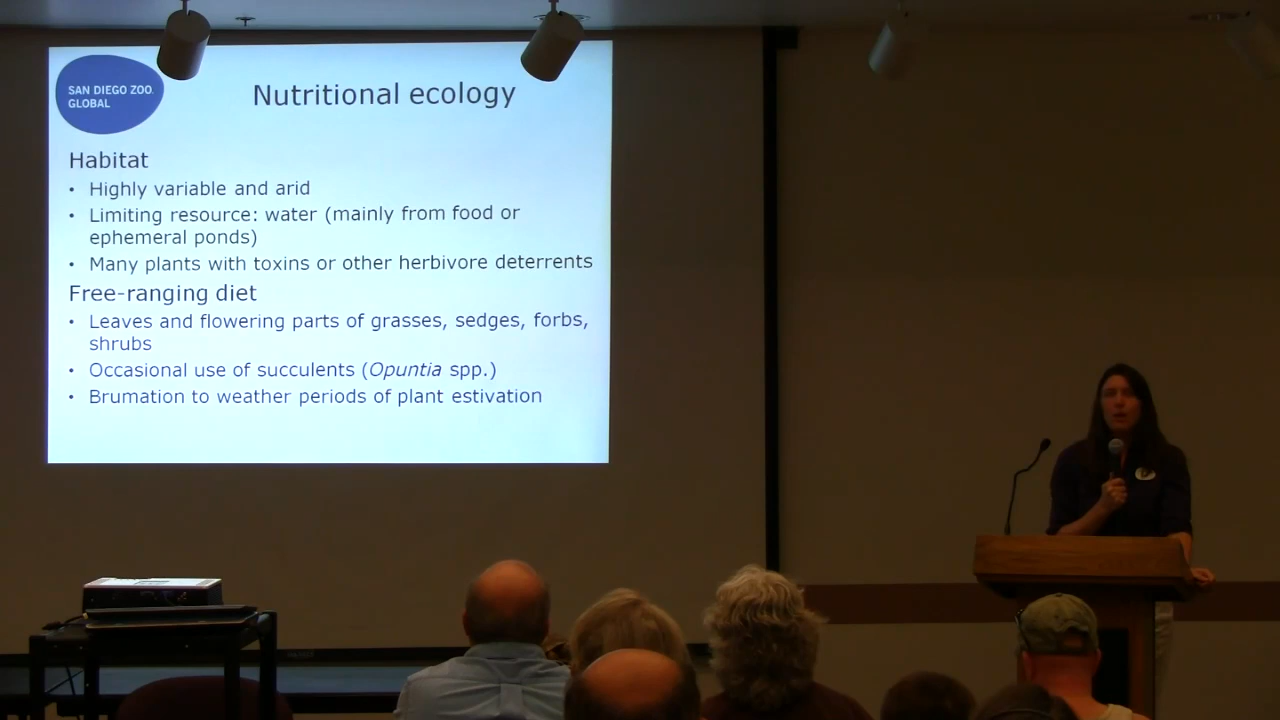 SAN DIEGO ZOO
GLOBAL
Nutritional ecology
Habitat
• Highly variable and arid
• Limiting resource: water (mainly from food or
ephemeral ponds)
• Many plants with toxins or other herbivore deterrents
Free-ranging diet
• Leaves and flowering parts of grasses, sedges, forbs,
shrubs
• Occasional use of succulents (Opuntia spp.)
• Brumation to weather periods of plant estivation